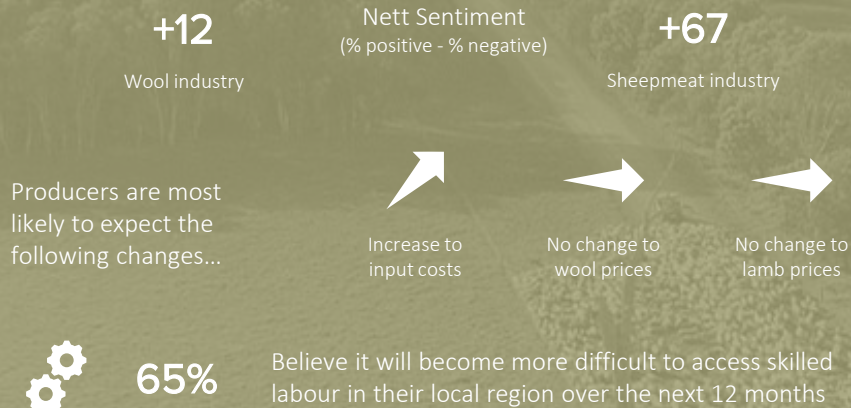 +12
Nett Sentiment
(% positive - % negative)
+67
Wool industry
Sheepmeat industry
Producers are most
likely to expect the
following changes...
Increase to
input costs
No change to
wool prices
No change to
lamb prices
65%
Believe it will become more difficult to access skilled
labour in their local region over the next 12 months